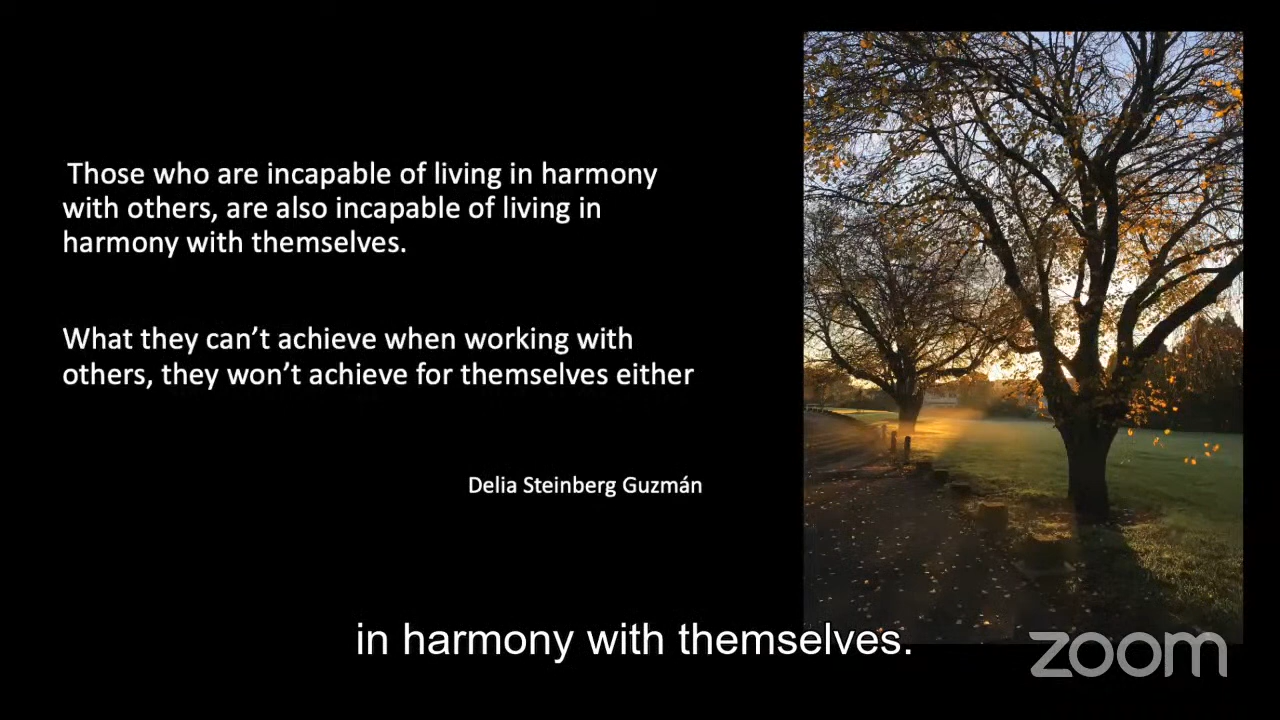 Those who are incapable of living in harmony
with others, are also incapable of living in
harmony with themselves.
What they can’t achieve when working with
others, they won’t achieve for themselves either
Delia Steinberg Guzmán
in harmony with themselves.
zoom